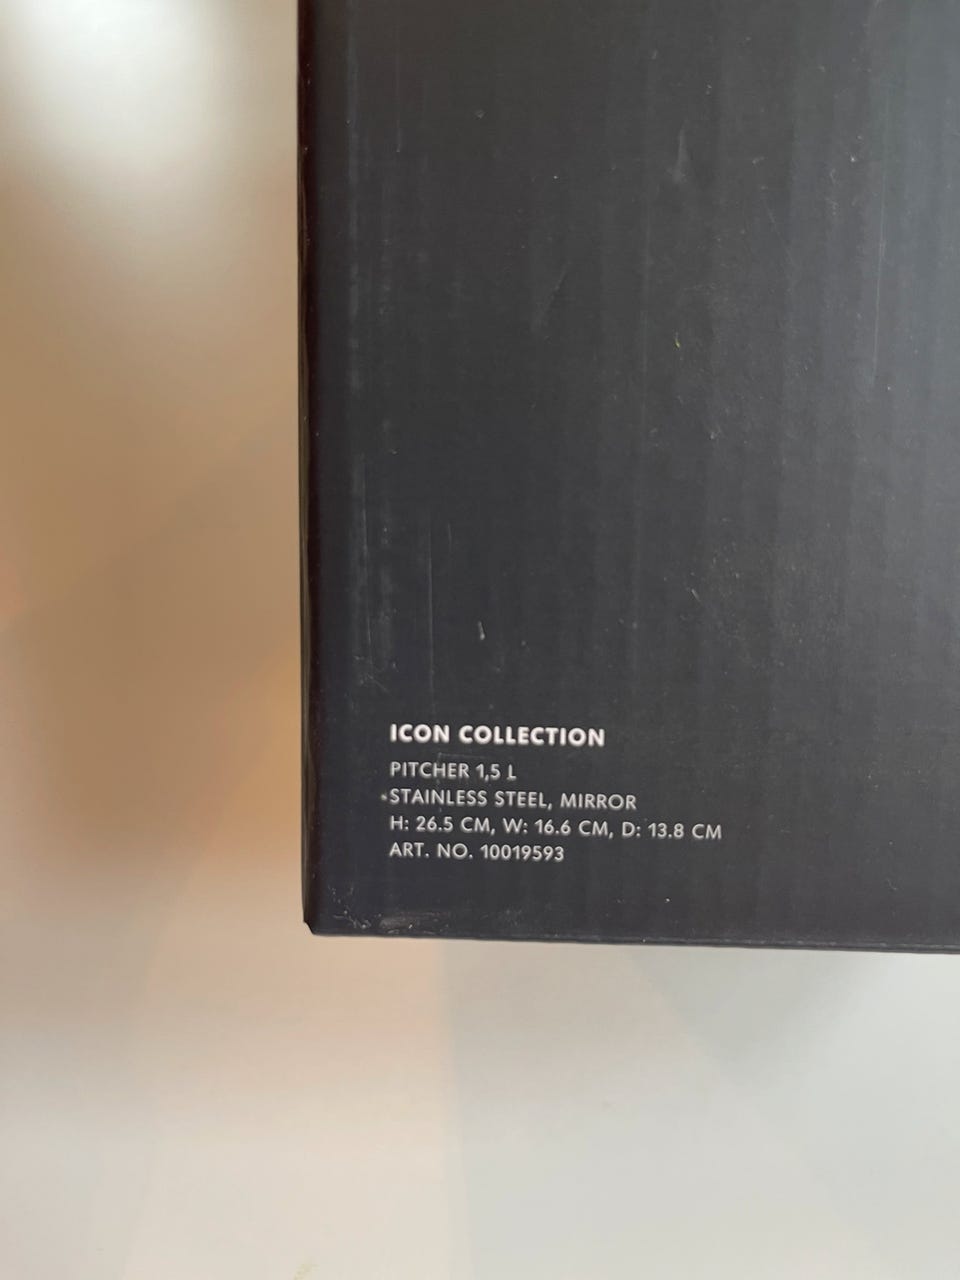 ICON COLLECTION
PITCHER 1,5 L
STAINLESS STEEL, MIRROR
H: 26.5 CM, W: 16.6 CM, D: 13.8 CM
ART. NO. 10019593